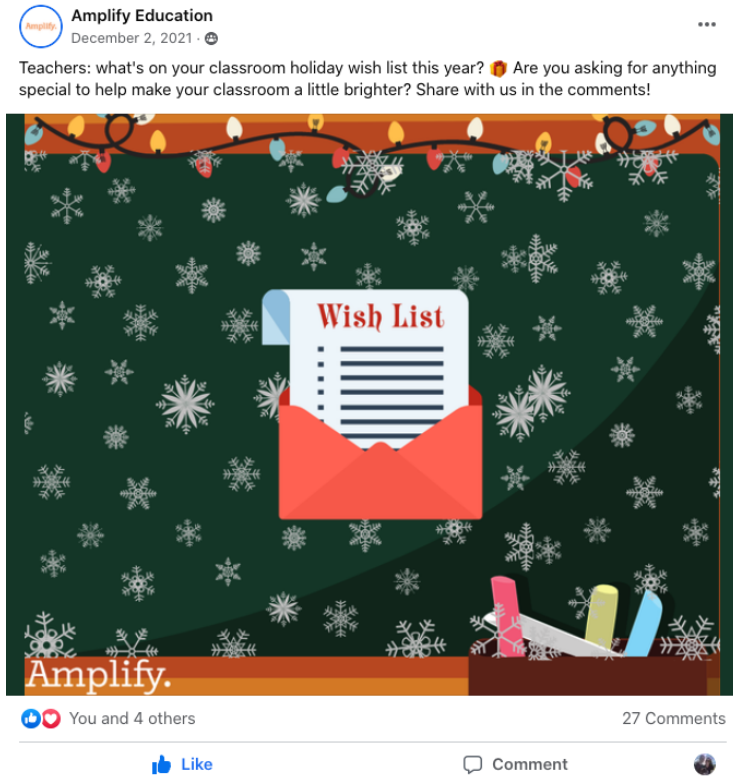 Amplify.
Amplify Education
December 2, 2021 ·
Teachers: what's on your classroom holiday wish list this year? 🎁 Are you asking for anything
special to help make your classroom a little brighter? Share with us in the comments!
Wish List
Amplify.
You and 4 others
27 Comments
Like
Comment